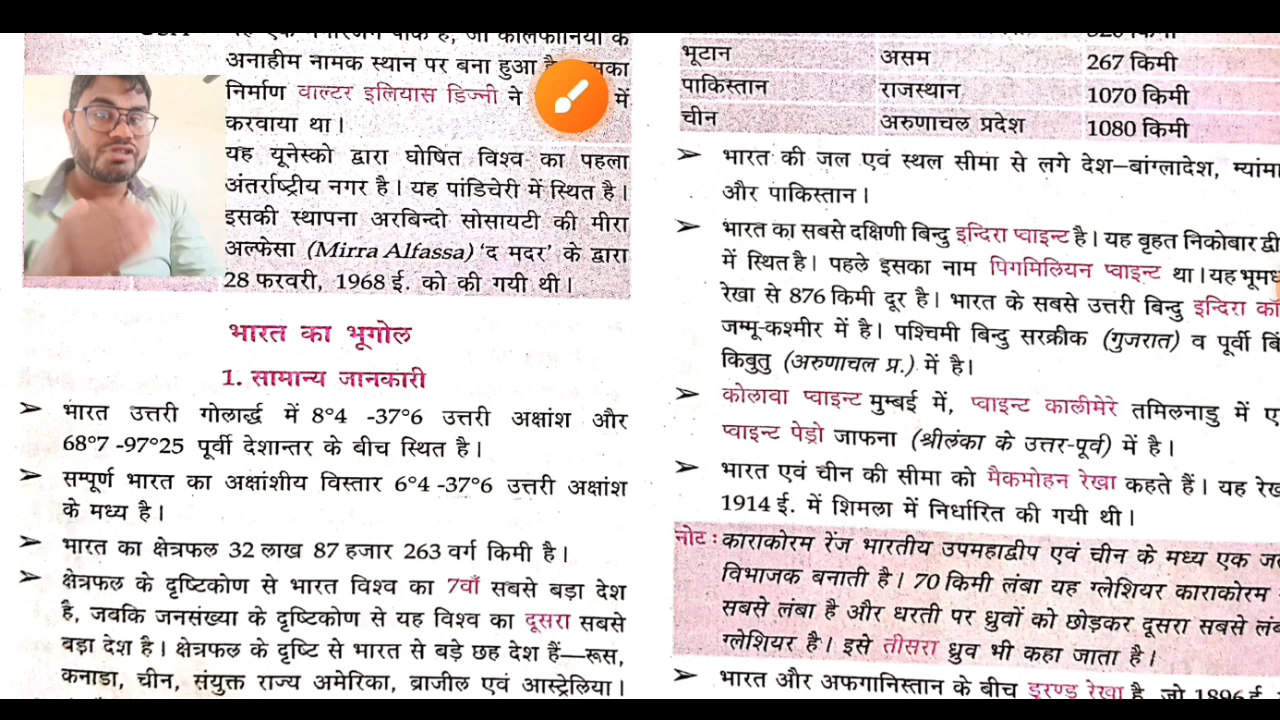 अनाहीम नामक स्थान पर बना हुआ
निर्माण वाल्टर इलियास डिज्नी ने में
करवाया था।
यह यूनेस्को द्वारा घोषित विश्व का पहला
अंतर्राष्ट्रीय नगर है। यह पांडिचेरी में स्थित है।
इसकी स्थापना अरबिन्दो सोसायटी की मीरा
अल्फेसा (Mirra Alfassa) ‘द मदर’ के द्वारा
28 फरवरी, 1968 ई. को की गयी थी।
भारत का भूगोल
1. सामान्य जानकारी
➢ भारत उत्तरी गोलार्द्ध में 8°4 -37°6 उत्तरी अक्षांश और
68°7 -97°25 पूर्वी देशान्तर के बीच स्थित है।
➢ सम्पूर्ण भारत का अक्षांशीय विस्तार 6°4 -37°6 उत्तरी अक्षांश
के मध्य है।
➢ भारत का क्षेत्रफल 32 लाख 87 हजार 263 वर्ग किमी है।
➢ क्षेत्रफल के दृष्टिकोण से भारत विश्व का 7वाँ सबसे बड़ा देश
है, जबकि जनसंख्या के दृष्टिकोण से यह विश्व का दूसरा सबसे
बड़ा देश है। क्षेत्रफल के दृष्टि से भारत से बड़े छह देश हैं—रूस,
कनाडा, चीन, संयुक्त राज्य अमेरिका, ब्राजील एवं आस्ट्रेलिया।
भूटान असम 267 किमी
पाकिस्तान राजस्थान 1070 किमी
चीन अरुणाचल प्रदेश 1080 किमी
➢ भारत की जल एवं स्थल सीमा से लगे देश–बांग्लादेश,
और पाकिस्तान।
➢ भारत का सबसे दक्षिणी बिन्दु इन्दिरा प्वाइन्ट है। यह बृहत निकोबार
में स्थित है। पहले इसका नाम पिगमिलियन प्वाइन्ट था। यह
रेखा से 876 किमी दूर है। भारत के सबसे उत्तरी बिन्दु इन्दिरा
जम्मू-कश्मीर में है। पश्चिमी बिन्दु सरक्रीक (गुजरात) व पूर्वी
किबुतु (अरुणाचल प्र.) में है।
➢ कोलावा प्वाइन्ट मुम्बई में, प्वाइन्ट कालीमेरे तमिलनाडु में
प्वाइन्ट पेड्रो जाफना (श्रीलंका के उत्तर-पूर्व) में है।
➢ भारत एवं चीन की सीमा को मैकमोहन रेखा कहते हैं। यह
1914 ई. में शिमला में निर्धारित की गयी थी।
नोट : काराकोरम रेंज भारतीय उपमहाद्वीप एवं चीन के मध्य एक
विभाजक बनाती है। 70 किमी लंबा यह ग्लेशियर काराकोरम
सबसे लंबा है और धरती पर ध्रुवों को छोड़कर दूसरा सबसे
ग्लेशियर है। इसे तीसरा ध्रुव भी कहा जाता है।
➢ भारत और अफगानिस्तान के बीच डूरण्ड रेखा है, जो 1896 ई.